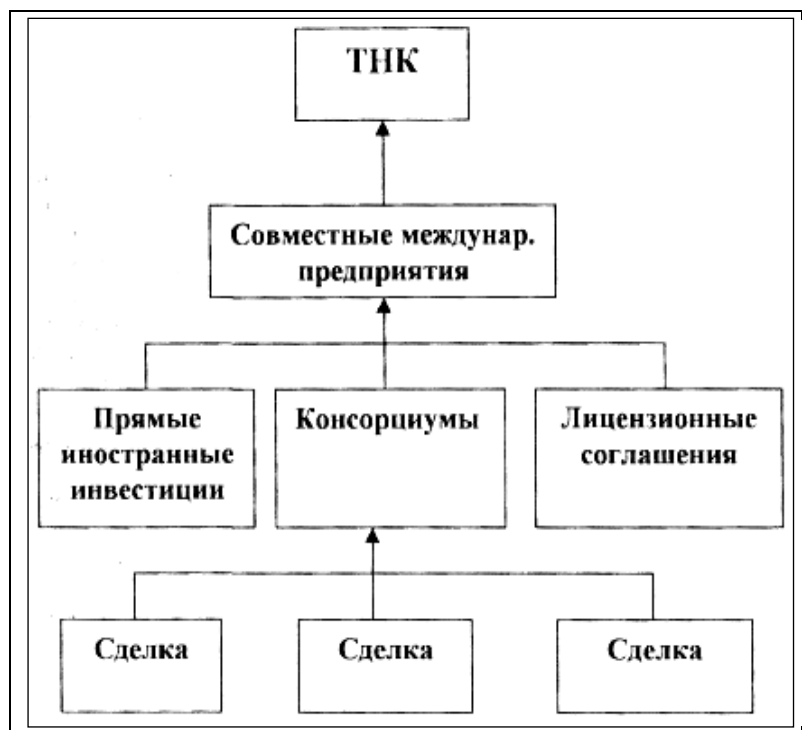 ТНК
Совместные междунар.
предприятия
Прямые
иностранные
инвестиции
Консорциумы
Лицензионные
соглашения
Сделка
Сделка
Сделка